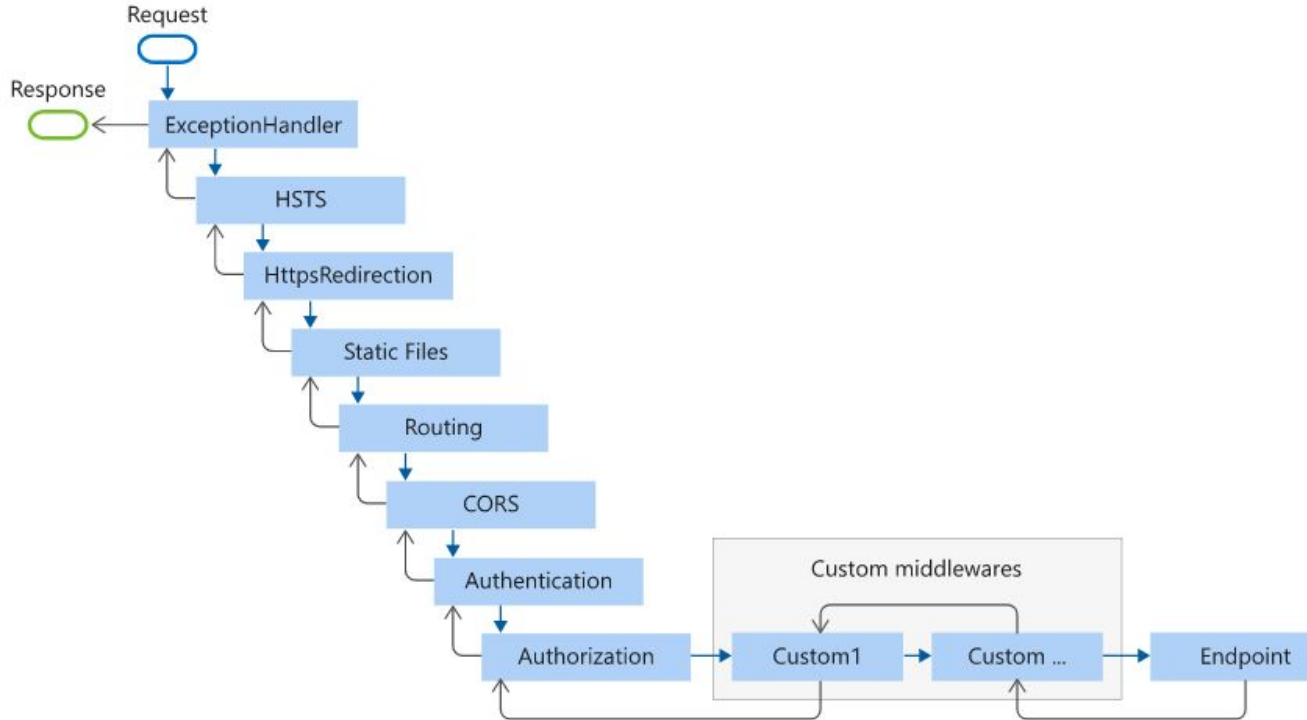 Request
Response
ExceptionHandler
HSTS
HttpsRedirection
Static Files
Routing
CORS
Authentication
Custom middlewares
Authorization
Custom1
Custom ...
Endpoint